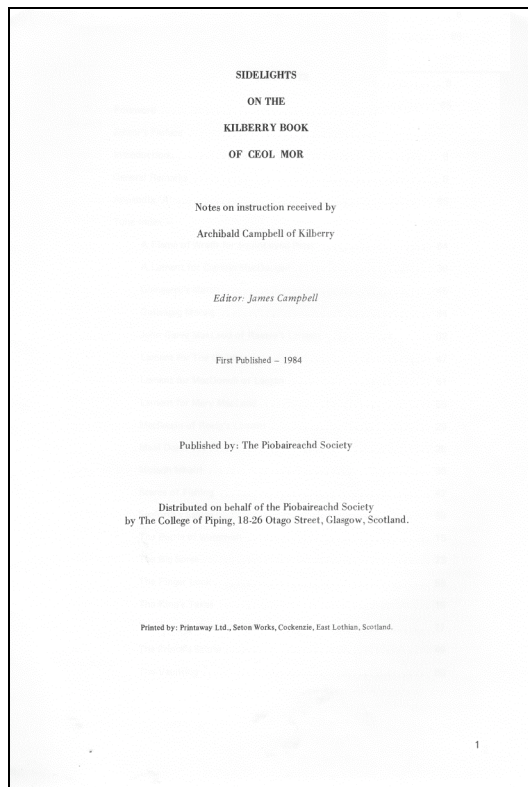 SIDELIGHTS
ON THE
KILBERRY BOOK
OF CEOL MOR
Notes on instruction received by
Archibald Campbell of Kilberry
Editor: James Campbell
First Published – 1984
Published by: The Piobaireachd Society
Distributed on behalf of the Piobaireachd Society
by The College of Piping, 18-26 Otago Street, Glasgow, Scotland.
Printed by: Printaway Ltd., Seton Works, Cockenzie, East Lothian, Scotland.
1